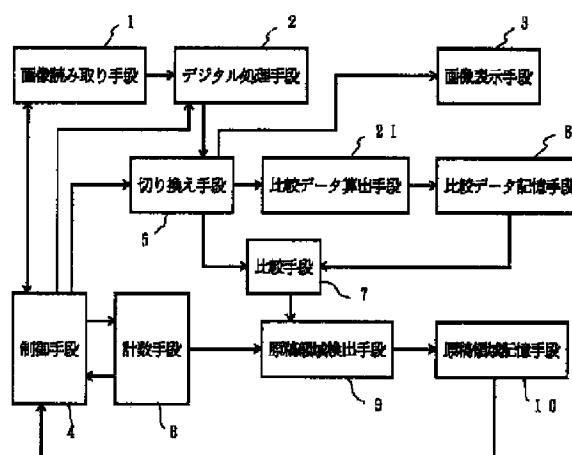 1
2
3
画像読み取り手段
デジタル処理手段
画像表示手段
21
8
切り換え手段
比較データ算出手段
比較データ記憶手段
5
比較手段
7
制御手段
計数手段
原稿領域検出手段
原稿領域記憶手段
4
6
9
10